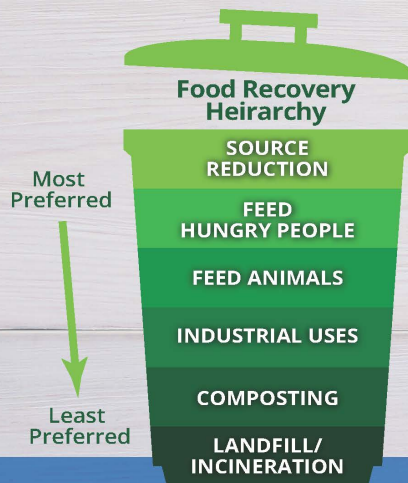 Food Recovery
Heirarchy
SOURCE
REDUCTION
Most
Preferred
FEED
HUNGRY PEOPLE
FEED ANIMALS
INDUSTRIAL USES
COMPOSTING
Least
Preferred
LANDFILL/
INCINERATION